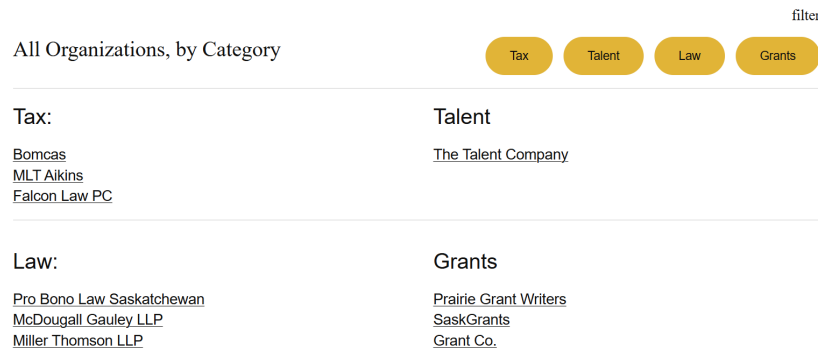 filter
All Organizations, by Category
Tax
Talent
Law
Grants
Tax:
Bomcas
MLT Aikins
Falcon Law PC
Talent
The Talent Company
Law:
Pro Bono Law Saskatchewan
McDougall Gauley LLP
Miller Thomson LLP
Grants
Prairie Grant Writers
SaskGrants
Grant Co.